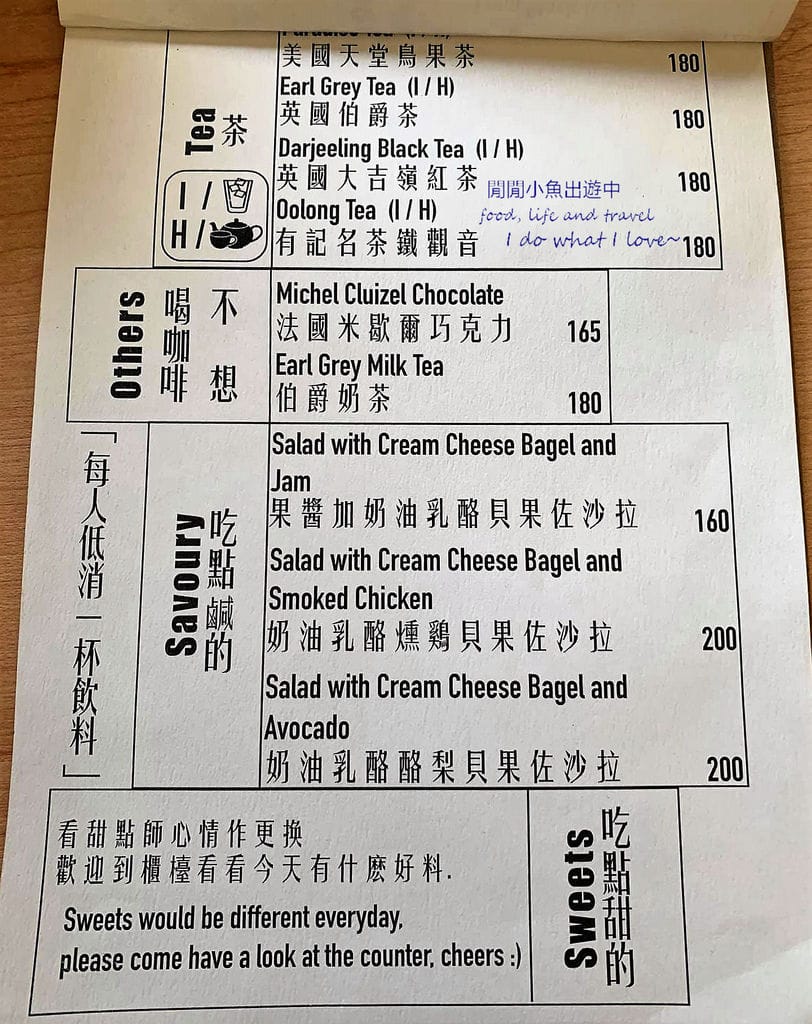 Paradise Tea (I / H)
美國天堂鳥果茶 180
Earl Grey Tea (I / H)
英國伯爵茶 180
Darjeeling Black Tea (I / H)
英國大吉嶺紅茶 180
Oolong Tea (I / H)
有記名茶鐵觀音 180
Tea 茶
I /
H /
閒閒小魚出遊中
food, life and travel
I do what I love~
Others
不想
喝咖啡
Michel Cluizel Chocolate
法國米歇爾巧克力 165
Earl Grey Milk Tea
伯爵奶茶 180
「每人低消一杯飲料」
Savoury
吃點鹹的
Salad with Cream Cheese Bagel and
Jam
果醬加奶油乳酪貝果佐沙拉 160
Salad with Cream Cheese Bagel and
Smoked Chicken
奶油乳酪燻鷄貝果佐沙拉 200
Salad with Cream Cheese Bagel and
Avocado
奶油乳酪酪梨貝果佐沙拉 200
看甜點師心情作更換
歡迎到櫃檯看看今天有什麼好料.
Sweets would be different everyday,
please come have a look at the counter, cheers :)
Sweets
吃點甜的